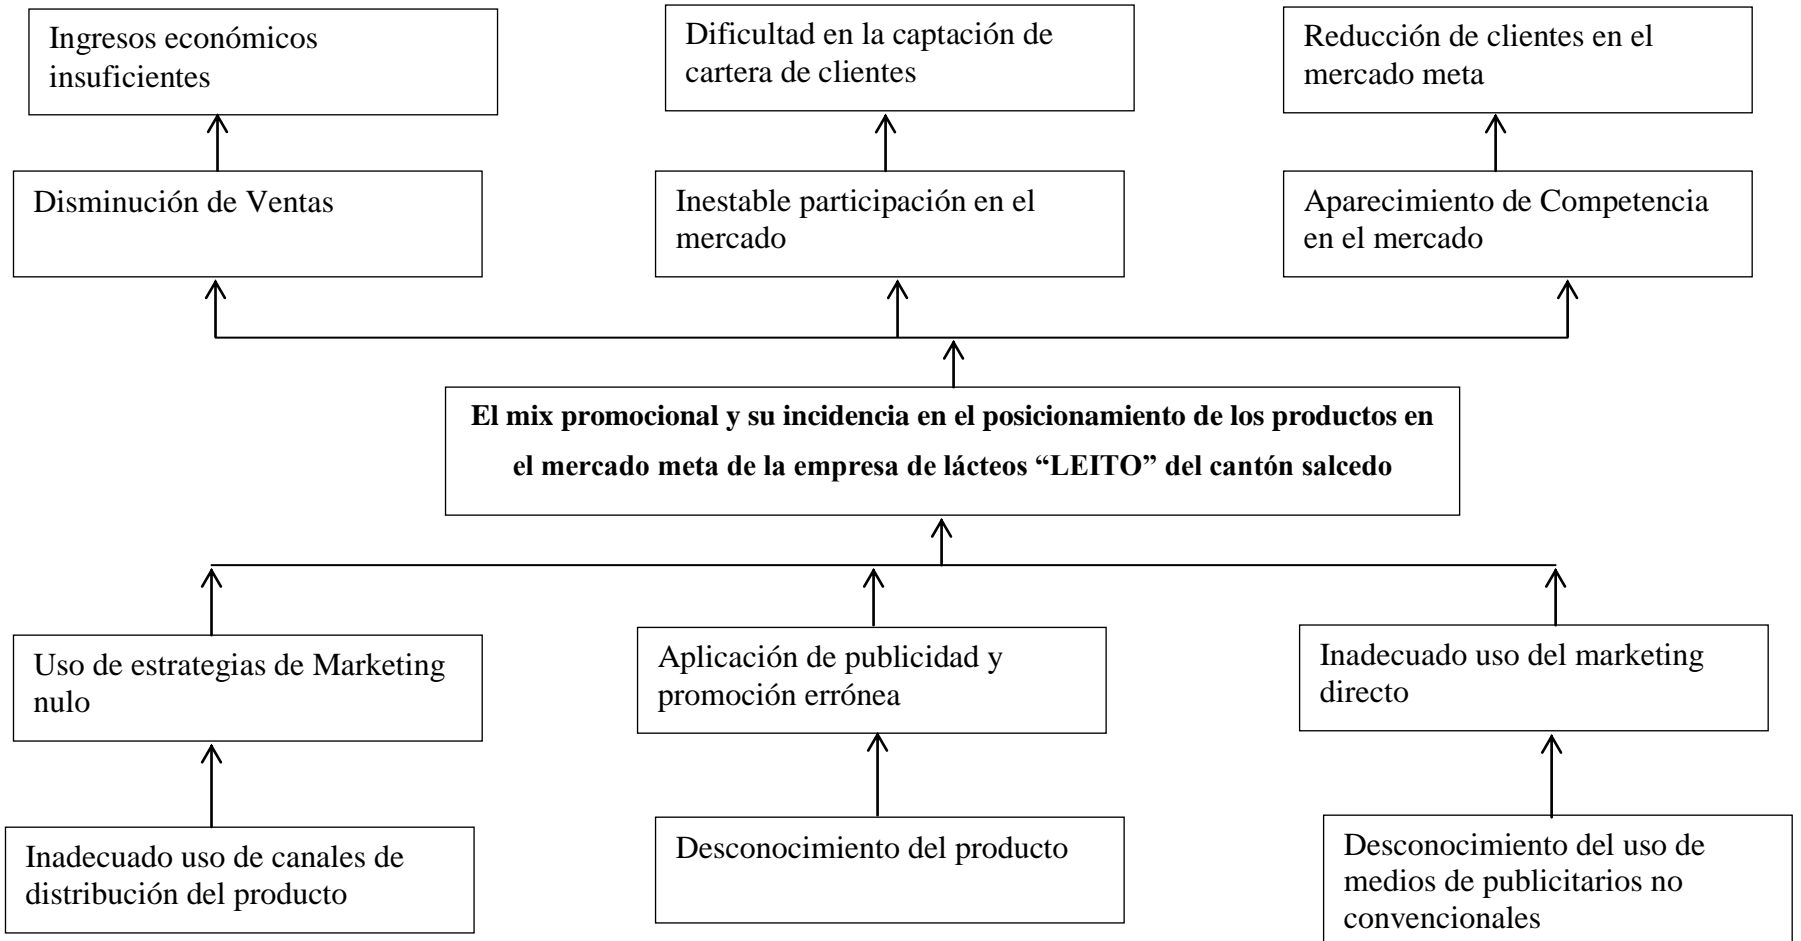 Ingresos económicos
insuficientes
Dificultad en la captación de
cartera de clientes
Reducción de clientes en el
mercado meta
Disminución de Ventas
Inestable participación en el
mercado
Aparecimiento de Competencia
en el mercado
El mix promocional y su incidencia en el posicionamiento de los productos en
el mercado meta de la empresa de lácteos “LEITO” del cantón salcedo
Uso de estrategias de Marketing
nulo
Aplicación de publicidad y
promoción errónea
Inadecuado uso del marketing
directo
Inadecuado uso de canales de
distribución del producto
Desconocimiento del producto
Desconocimiento del uso de
medios de publicitarios no
convencionales